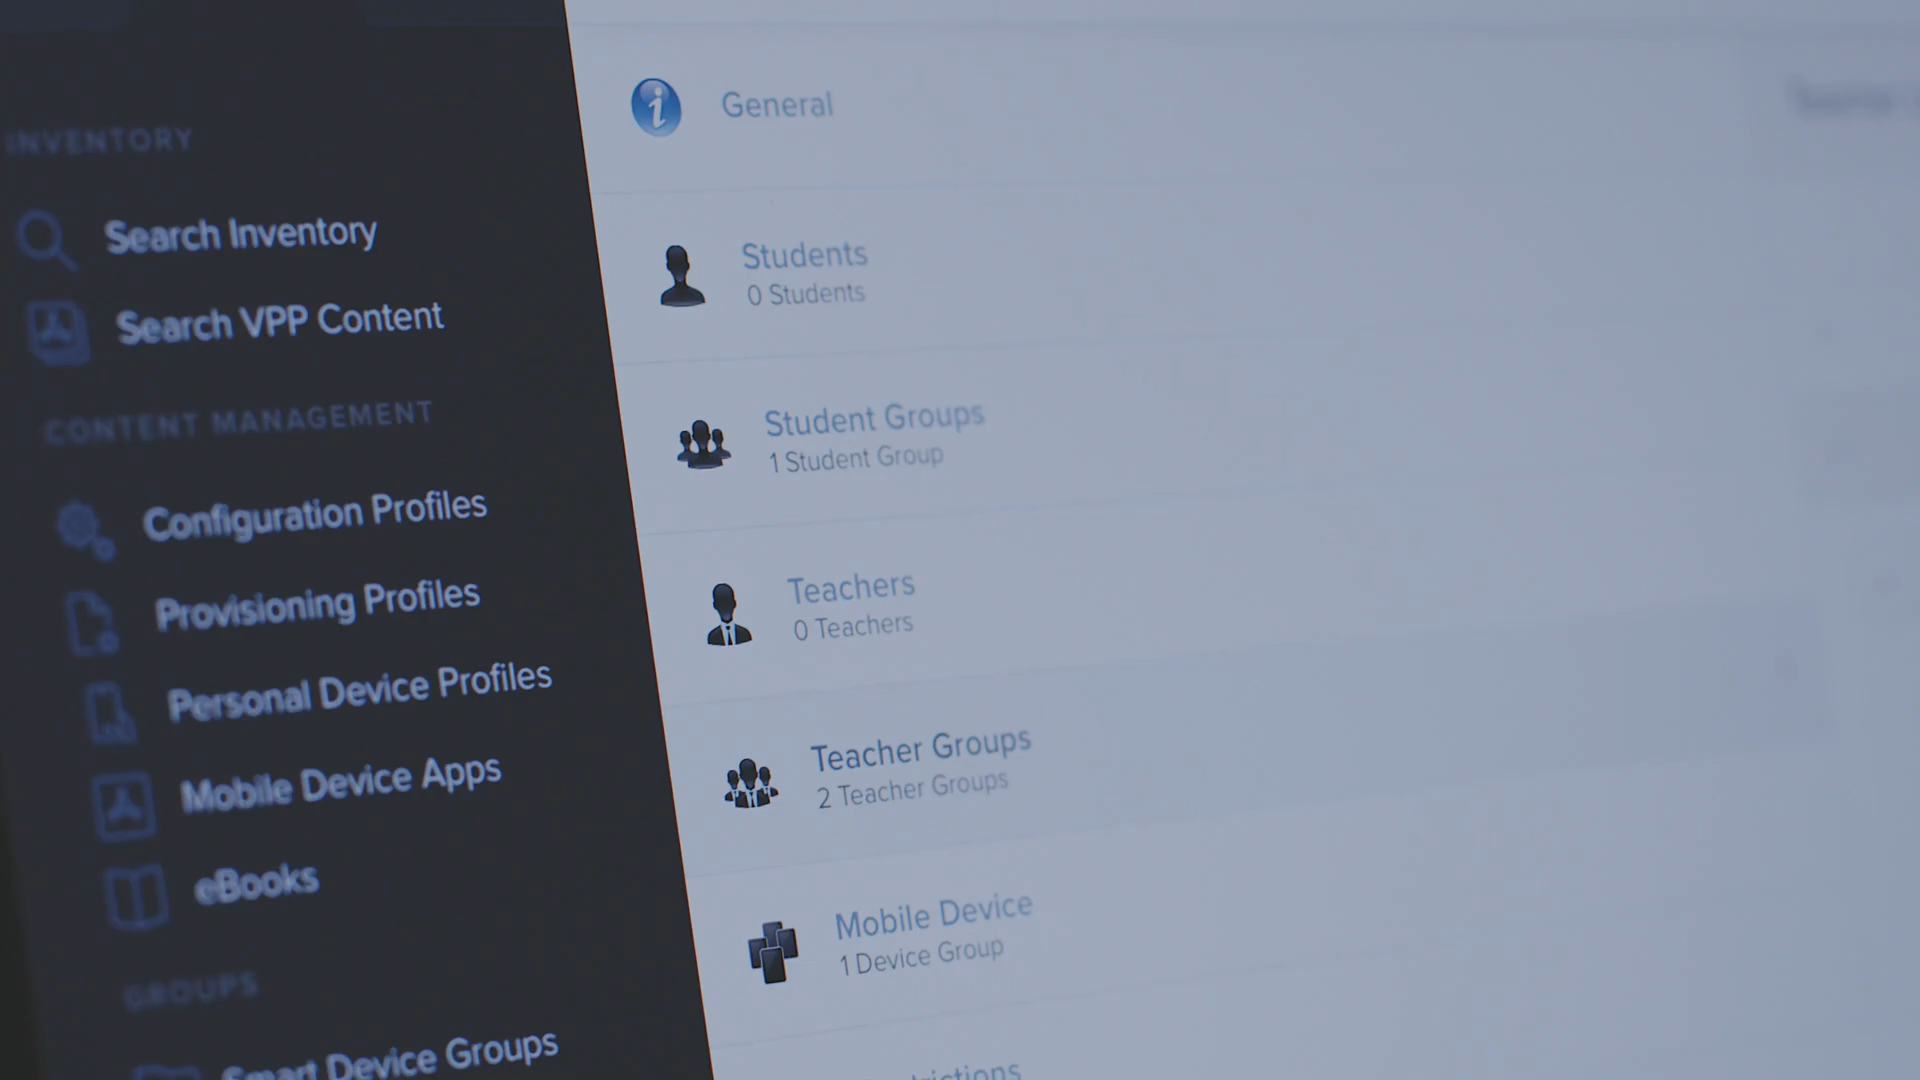 INVENTORY
Search Inventory
Search VPP Content
CONTENT MANAGEMENT
Configuration Profiles
Provisioning Profiles
Personal Device Profiles
Mobile Device Apps
eBooks
GROUPS
Smart Device Groups
General
Students
0 Students
Student Groups
1 Student Group
Teachers
0 Teachers
Teacher Groups
2 Teacher Groups
Mobile Device
1 Device Group